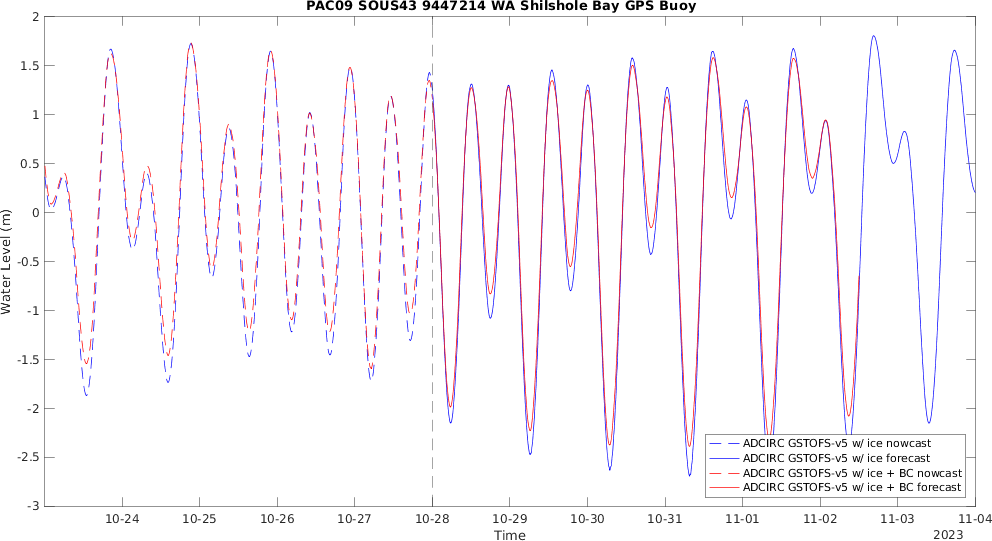 PAC09 SOUS43 9447214 WA Shilshole Bay GPS Buoy
2
1.5
1
0.5
0
-0.5
-1
-1.5
-2
-2.5
-3
Water Level (m)
ADCIRC GSTOFS-v5 w/ ice nowcast
ADCIRC GSTOFS-v5 w/ ice forecast
ADCIRC GSTOFS-v5 w/ ice + BC nowcast
ADCIRC GSTOFS-v5 w/ ice + BC forecast
10-24 10-25 10-26 10-27 10-28 10-29 10-30 10-31 11-01 11-02 11-03 11-04
Time
2023